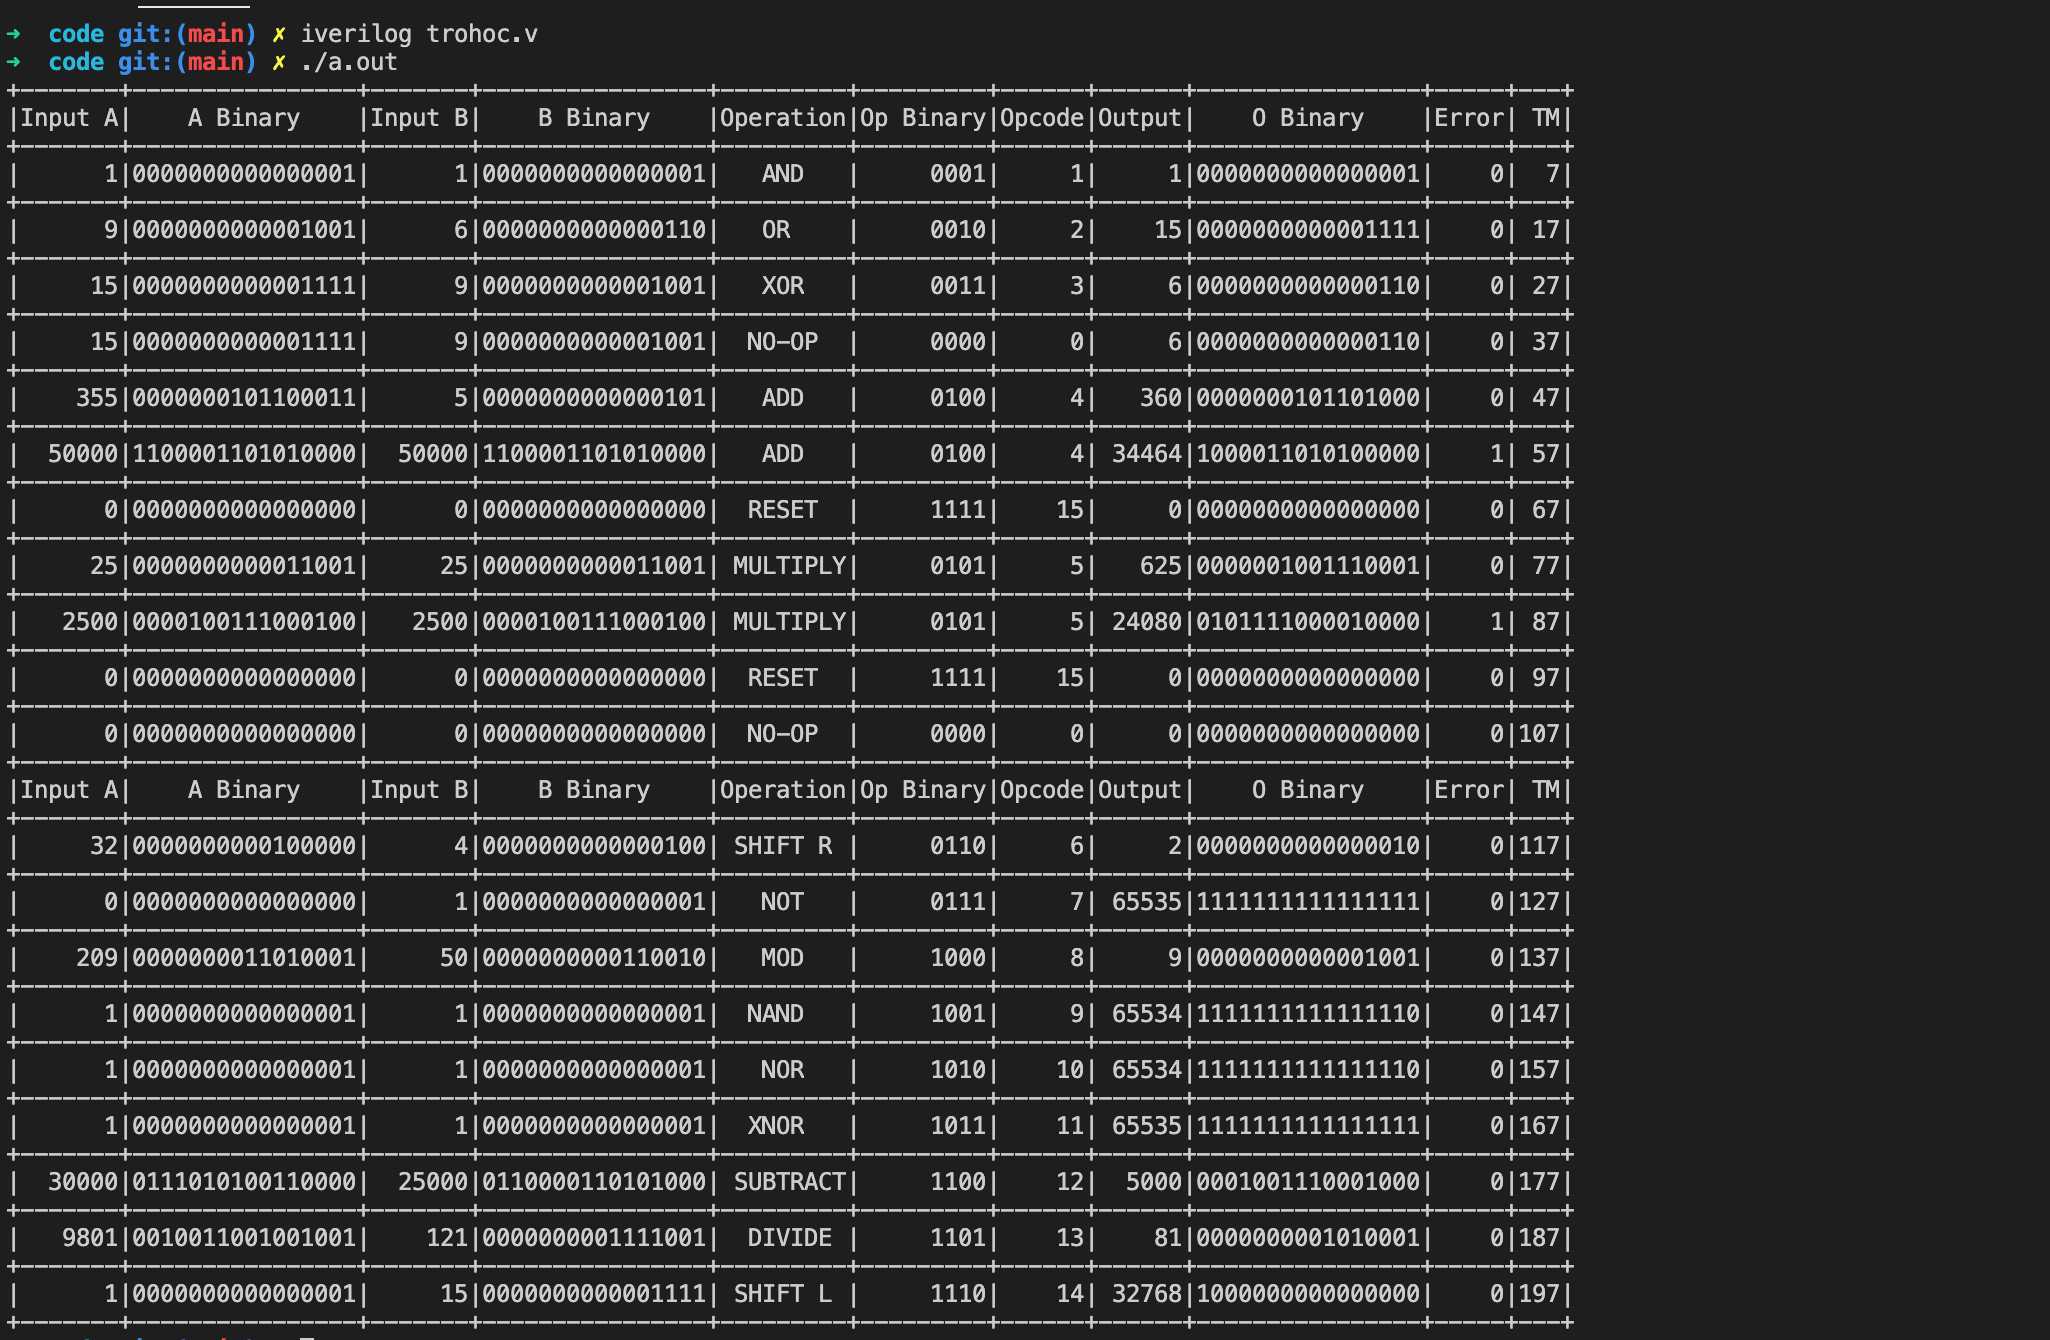 ➜  code git:(main) ✗ iverilog trohoc.v
➜  code git:(main) ✗ ./a.out
+-------+----------------+-------+----------------+---------+---------+------+------+----------------+-----+---+
|Input A|    A Binary    |Input B|    B Binary    |Operation|Op Binary|Opcode|Output|    O Binary    |Error| TM|
+-------+----------------+-------+----------------+---------+---------+------+------+----------------+-----+---+
|      1|0000000000000001|      1|0000000000000001|   AND   |     0001|     1|     1|0000000000000001|    0|  7|
+-------+----------------+-------+----------------+---------+---------+------+------+----------------+-----+---+
|      9|0000000000001001|      6|0000000000000110|   OR    |     0010|     2|    15|0000000000001111|    0| 17|
+-------+----------------+-------+----------------+---------+---------+------+------+----------------+-----+---+
|     15|0000000000001111|      9|0000000000001001|   XOR   |     0011|     3|     6|0000000000000110|    0| 27|
+-------+----------------+-------+----------------+---------+---------+------+------+----------------+-----+---+
|     15|0000000000001111|      9|0000000000001001|  NO-OP  |     0000|     0|     6|0000000000000110|    0| 37|
+-------+----------------+-------+----------------+---------+---------+------+------+----------------+-----+---+
|    355|0000000101100011|      5|0000000000000101|   ADD   |     0100|     4|   360|0000000101101000|    0| 47|
+-------+----------------+-------+----------------+---------+---------+------+------+----------------+-----+---+
|  50000|1100001101010000|  50000|1100001101010000|   ADD   |     0100|     4| 34464|1000011010100000|    1| 57|
+-------+----------------+-------+----------------+---------+---------+------+------+----------------+-----+---+
|      0|0000000000000000|      0|0000000000000000|  RESET  |     1111|    15|     0|0000000000000000|    0| 67|
+-------+----------------+-------+----------------+---------+---------+------+------+----------------+-----+---+
|     25|0000000000011001|     25|0000000000011001| MULTIPLY|     0101|     5|   625|0000001001110001|    0| 77|
+-------+----------------+-------+----------------+---------+---------+------+------+----------------+-----+---+
|   2500|0000100111000100|   2500|0000100111000100| MULTIPLY|     0101|     5| 24080|0101111000010000|    1| 87|
+-------+----------------+-------+----------------+---------+---------+------+------+----------------+-----+---+
|      0|0000000000000000|      0|0000000000000000|  RESET  |     1111|    15|     0|0000000000000000|    0| 97|
+-------+----------------+-------+----------------+---------+---------+------+------+----------------+-----+---+
|      0|0000000000000000|      0|0000000000000000|  NO-OP  |     0000|     0|     0|0000000000000000|    0|107|
+-------+----------------+-------+----------------+---------+---------+------+------+----------------+-----+---+
|Input A|    A Binary    |Input B|    B Binary    |Operation|Op Binary|Opcode|Output|    O Binary    |Error| TM|
+-------+----------------+-------+----------------+---------+---------+------+------+----------------+-----+---+
|     32|0000000000100000|      4|0000000000000100| SHIFT R |     0110|     6|     2|0000000000000010|    0|117|
+-------+----------------+-------+----------------+---------+---------+------+------+----------------+-----+---+
|      0|0000000000000000|      1|0000000000000001|   NOT   |     0111|     7| 65535|1111111111111111|    0|127|
+-------+----------------+-------+----------------+---------+---------+------+------+----------------+-----+---+
|    209|0000000011010001|     50|0000000000110010|   MOD   |     1000|     8|     9|0000000000001001|    0|137|
+-------+----------------+-------+----------------+---------+---------+------+------+----------------+-----+---+
|      1|0000000000000001|      1|0000000000000001|  NAND   |     1001|     9| 65534|1111111111111110|    0|147|
+-------+----------------+-------+----------------+---------+---------+------+------+----------------+-----+---+
|      1|0000000000000001|      1|0000000000000001|   NOR   |     1010|    10| 65534|1111111111111110|    0|157|
+-------+----------------+-------+----------------+---------+---------+------+------+----------------+-----+---+
|      1|0000000000000001|      1|0000000000000001|  XNOR   |     1011|    11| 65535|1111111111111111|    0|167|
+-------+----------------+-------+----------------+---------+---------+------+------+----------------+-----+---+
|  30000|0111010100110000|  25000|0110000110101000| SUBTRACT|     1100|    12|  5000|0001001110001000|    0|177|
+-------+----------------+-------+----------------+---------+---------+------+------+----------------+-----+---+
|   9801|0010011001001001|    121|0000000001111001|  DIVIDE |     1101|    13|    81|0000000001010001|    0|187|
+-------+----------------+-------+----------------+---------+---------+------+------+----------------+-----+---+
|      1|0000000000000001|     15|0000000000001111| SHIFT L |     1110|    14| 32768|1000000000000000|    0|197|
+-------+----------------+-------+----------------+---------+---------+------+------+----------------+-----+---+